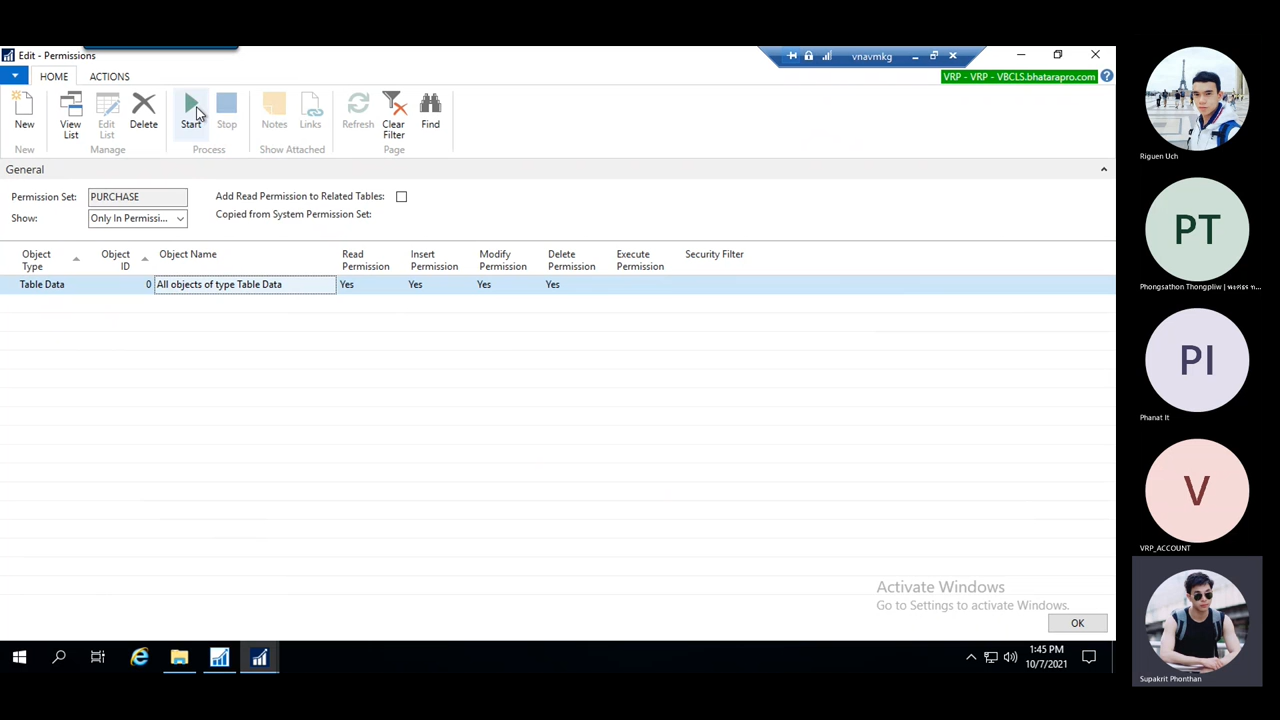 Edit - Permissions
vnavmkg
HOME ACTIONS
VRP - VRP - VBCLS.bhatarapro.com
New View List Edit List Delete Start Stop Notes Links Refresh Clear Filter Find
New Manage Process Show Attached Page
General
Permission Set: PURCHASE Add Read Permission to Related Tables:
Show: Only In Permissi... Copied from System Permission Set:
Object Type Object ID Object Name Read Permission Insert Permission Modify Permission Delete Permission Execute Permission Security Filter
Table Data 0 All objects of type Table Data Yes Yes Yes Yes
Activate Windows
Go to Settings to activate Windows.
OK
1:45 PM
10/7/2021
Riguen Uch
PT
Phongsathon Thongpliw |
PI
Phanat It
V
VRP_ACCOUNT
Supakrit Phonthan